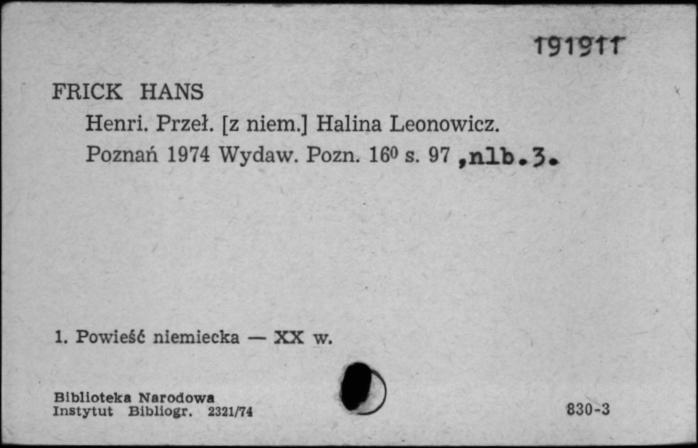 191911
FRICK HANS
Henri. Przeł. [z niem.] Halina Leonowicz.
Poznań 1974 Wydaw. Pozn. 16⁰ s. 97 ,nlb.3.
1. Powieść niemiecka — XX w.
Biblioteka Narodowa
Instytut Bibliogr. 2321/74
830-3